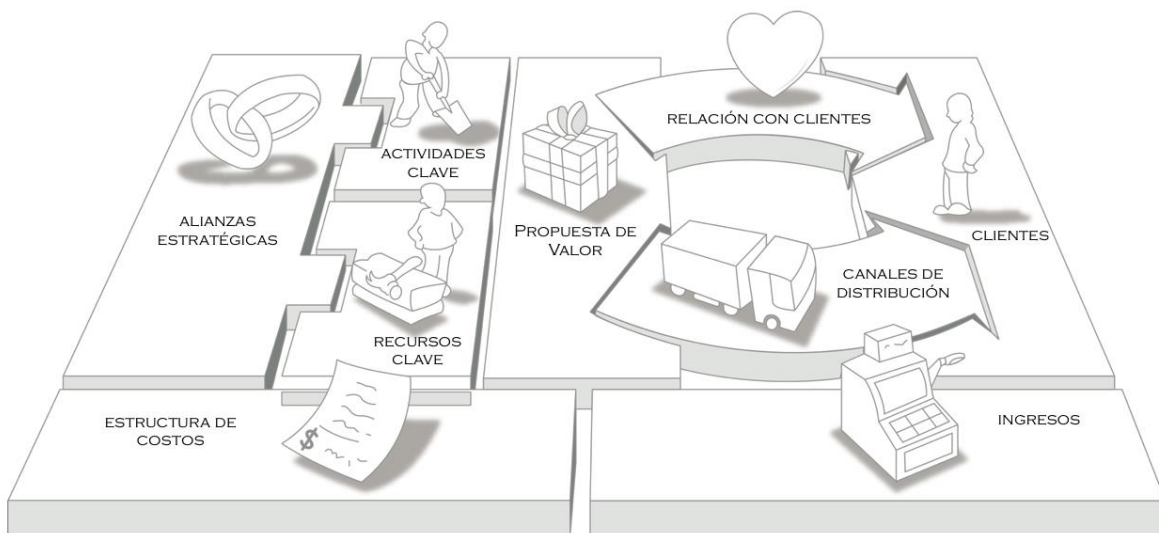 RELACIÓN CON CLIENTES
ACTIVIDADES
CLAVE
ALIANZAS
ESTRATÉGICAS
PROPUESTA DE
VALOR
CLIENTES
CANALES DE
DISTRIBUCIÓN
RECURSOS
CLAVE
ESTRUCTURA DE
COSTOS
$
INGRESOS